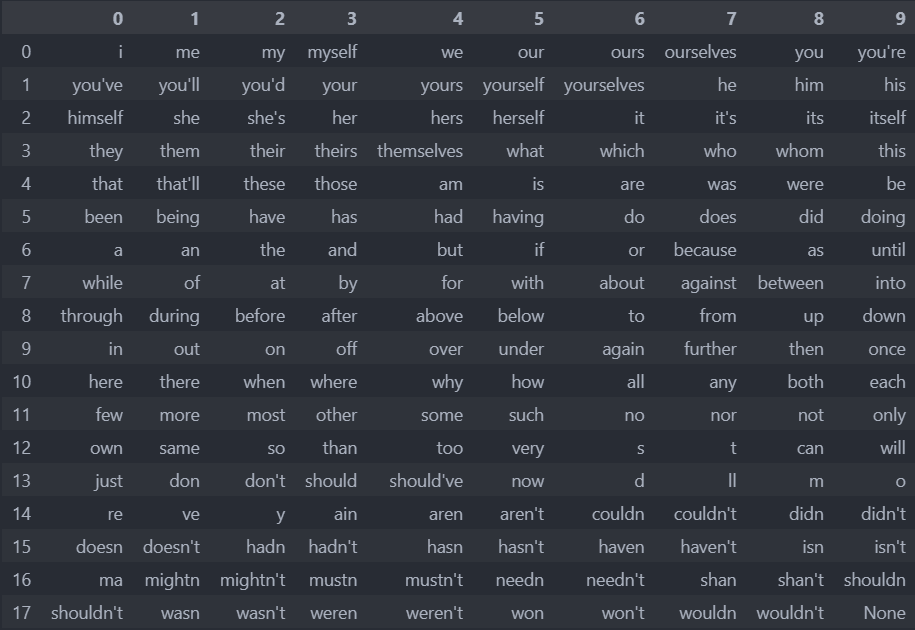 0 1 2 3 4 5 6 7 8 9
0 i me my myself we our ours ourselves you you're
1 you've you'll you'd your yours yourself yourselves he him his
2 himself she she's her hers herself it it's its itself
3 they them their theirs themselves what which who whom this
4 that that'll these those am is are was were be
5 been being have has had having do does did doing
6 a an the and but if or because as until
7 while of at by for with about against between into
8 through during before after above below to from up down
9 in out on off over under again further then once
10 here there when where why how all any both each
11 few more most other some such no nor not only
12 own same so than too very s t can will
13 just don don't should should've now d ll m o
14 re ve y ain aren aren't couldn couldn't didn didn't
15 doesn doesn't hadn hadn't hasn hasn't haven haven't isn isn't
16 ma mightn mightn't mustn mustn't needn needn't shan shan't shouldn
17 shouldn't wasn wasn't weren weren't won won't wouldn wouldn't None